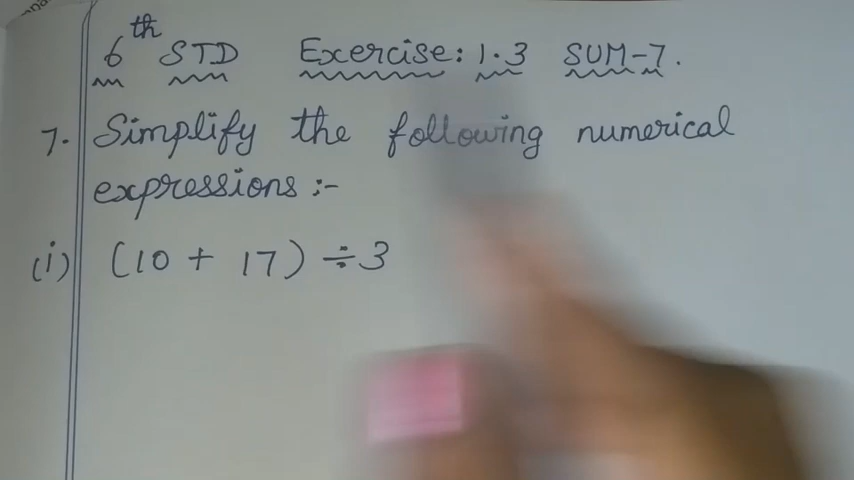 6th STD Exercise: 1.3 SUM-7.
7. Simplify the following numerical
expressions :-
(i) (10 + 17) ÷ 3